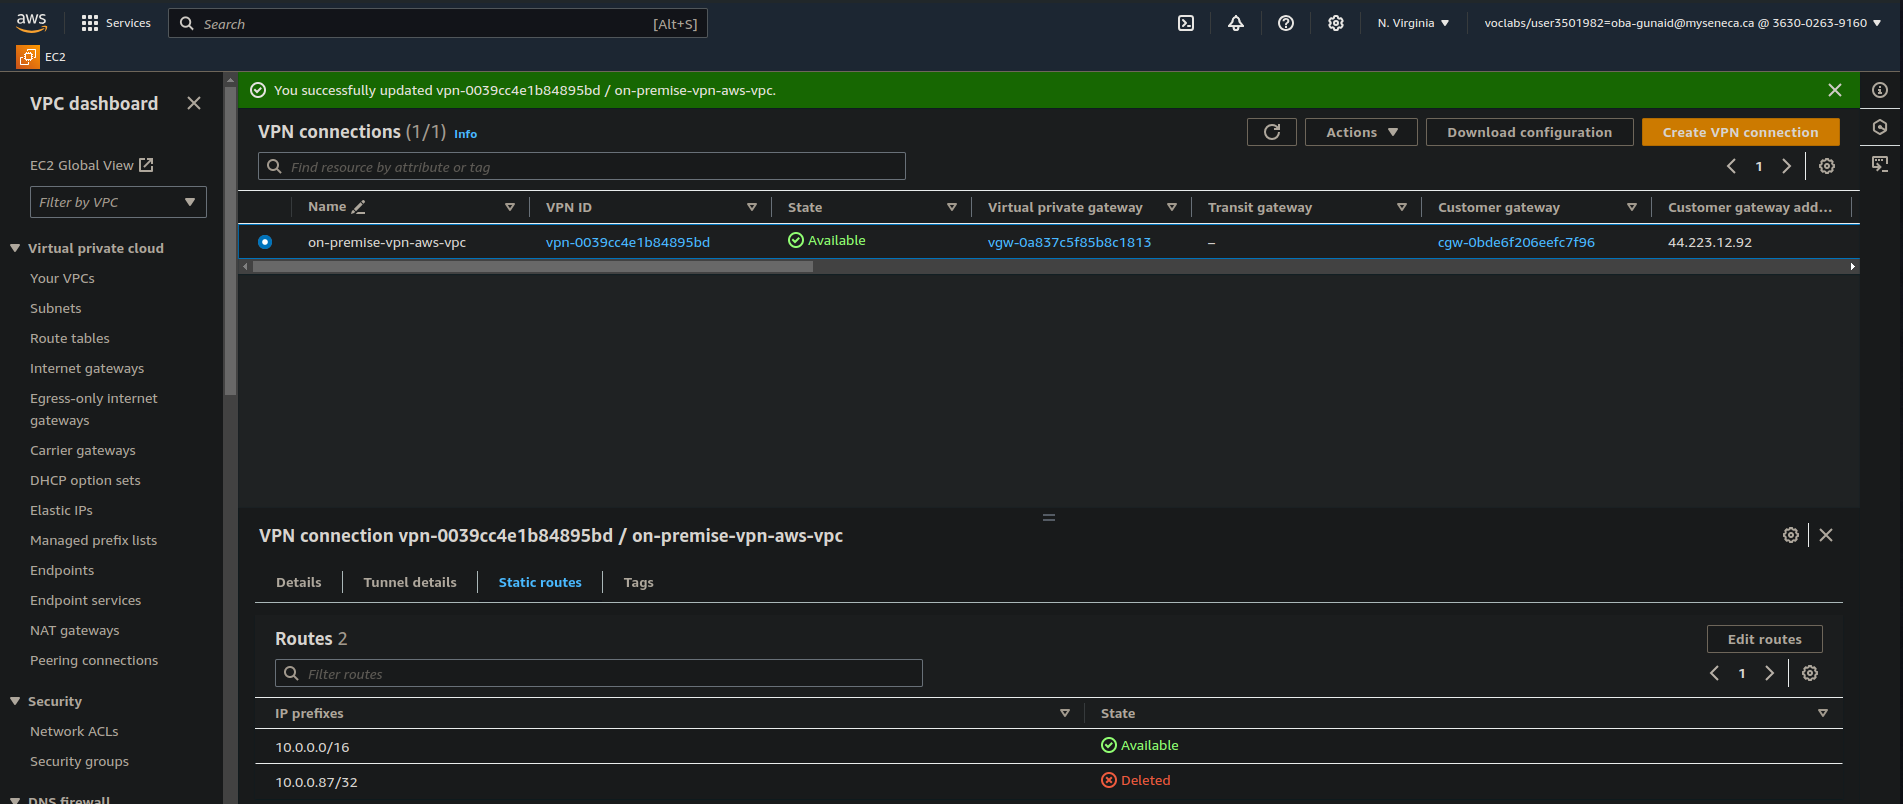 aws
Services
Search
[Alt+S]
N. Virginia
voclabs/user3501982=oba-gunaid@myseneca.ca @ 3630-0263-9160
EC2
VPC dashboard
EC2 Global View
Filter by VPC
Virtual private cloud
Your VPCs
Subnets
Route tables
Internet gateways
Egress-only internet
gateways
Carrier gateways
DHCP option sets
Elastic IPs
Managed prefix lists
Endpoints
Endpoint services
NAT gateways
Peering connections
Security
Network ACLs
Security groups
DNS firewall
You successfully updated vpn-0039cc4e1b84895bd / on-premise-vpn-aws-vpc.
VPN connections (1/1) Info
Actions
Download configuration
Create VPN connection
Find resource by attribute or tag
1
Name VPN ID State Virtual private gateway Transit gateway Customer gateway Customer gateway add...
on-premise-vpn-aws-vpc vpn-0039cc4e1b84895bd Available vgw-0a837c5f85b8c1813 – cgw-0bde6f206eefc7f96 44.223.12.92
VPN connection vpn-0039cc4e1b84895bd / on-premise-vpn-aws-vpc
Details Tunnel details Static routes Tags
Routes 2
Edit routes
Filter routes
1
IP prefixes State
10.0.0.0/16 Available
10.0.0.87/32 Deleted